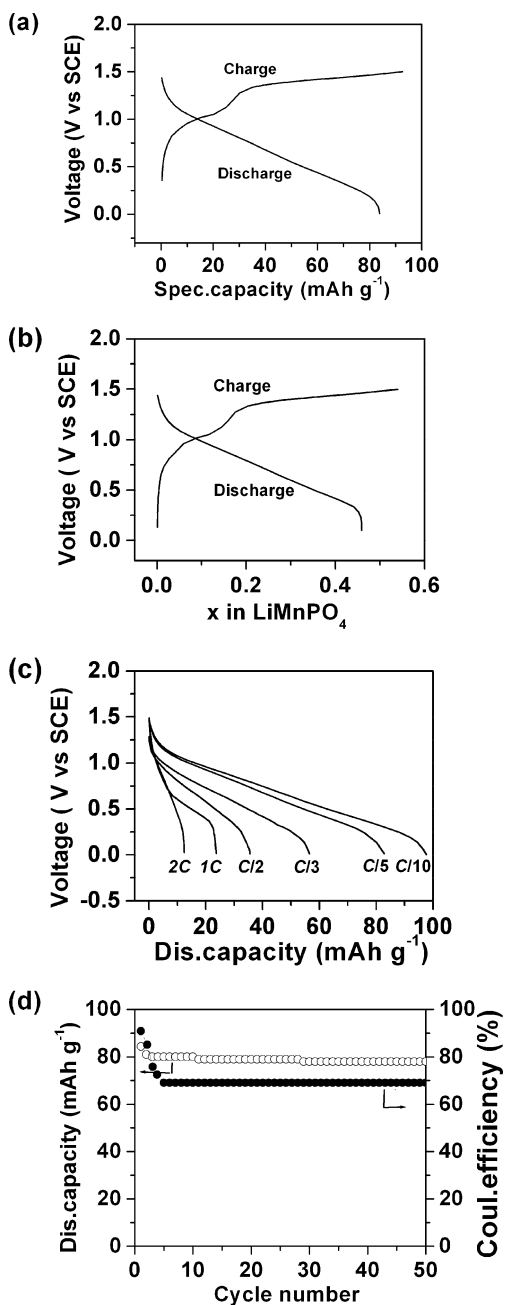 (a)
Voltage (V vs SCE)
2.0
1.5
1.0
0.5
0.0
Charge
Discharge
0 20 40 60 80 100
Spec.capacity (mAh g⁻¹)
(b)
Voltage ( V vs SCE)
2.0
1.5
1.0
0.5
0.0
Charge
Discharge
0.0 0.2 0.4 0.6
x in LiMnPO₄
(c)
Voltage ( V vs SCE)
2.0
1.5
1.0
0.5
0.0
-0.5
2C 1C C/2 C/3 C/5 C/10
0 20 40 60 80 100
Dis.capacity (mAh g⁻¹)
(d)
Dis.capacity (mAh g⁻¹)
100
80
60
40
20
0
100
80
60
40
20
0
Coul.efficiency (%)
0 10 20 30 40 50
Cycle number